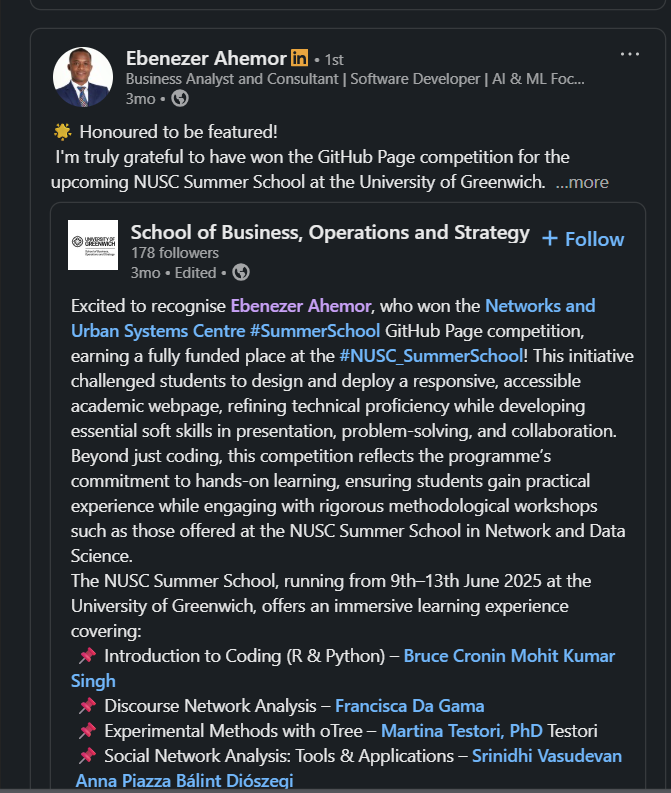 Ebenezer Ahemor in • 1st
Business Analyst and Consultant | Software Developer | AI & ML Foc...
3mo •
Honoured to be featured!
I'm truly grateful to have won the GitHub Page competition for the
upcoming NUSC Summer School at the University of Greenwich. ...more
UNIVERSITY OF
GREENWICH
School of Business, Operations and Strategy
+ Follow
178 followers
3mo • Edited •
Excited to recognise Ebenezer Ahemor, who won the Networks and
Urban Systems Centre #SummerSchool GitHub Page competition,
earning a fully funded place at the #NUSC_SummerSchool! This initiative
challenged students to design and deploy a responsive, accessible
academic webpage, refining technical proficiency while developing
essential soft skills in presentation, problem-solving, and collaboration.
Beyond just coding, this competition reflects the programme's
commitment to hands-on learning, ensuring students gain practical
experience while engaging with rigorous methodological workshops
such as those offered at the NUSC Summer School in Network and Data
Science.
The NUSC Summer School, running from 9th–13th June 2025 at the
University of Greenwich, offers an immersive learning experience
covering:
Introduction to Coding (R & Python) – Bruce Cronin Mohit Kumar
Singh
Discourse Network Analysis – Francisca Da Gama
Experimental Methods with oTree – Martina Testori, PhD Testori
Social Network Analysis: Tools & Applications – Srinidhi Vasudevan
Anna Piazza Bálint Diószegi